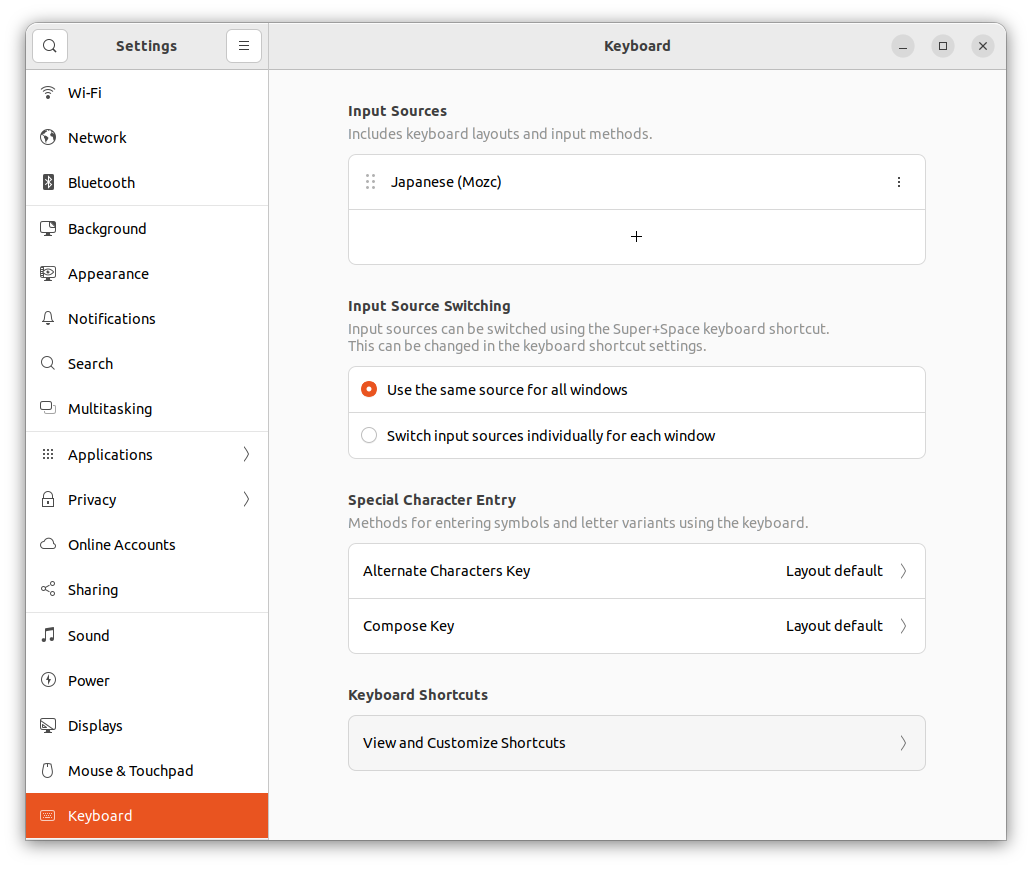 Settings
Keyboard
Wi-Fi
Network
Bluetooth
Background
Appearance
Notifications
Search
Multitasking
Applications
Privacy
Online Accounts
Sharing
Sound
Power
Displays
Mouse & Touchpad
Keyboard
Input Sources
Includes keyboard layouts and input methods.
Japanese (Mozc)
Input Source Switching
Input sources can be switched using the Super+Space keyboard shortcut.
This can be changed in the keyboard shortcut settings.
Use the same source for all windows
Switch input sources individually for each window
Special Character Entry
Methods for entering symbols and letter variants using the keyboard.
Alternate Characters Key Layout default
Compose Key Layout default
Keyboard Shortcuts
View and Customize Shortcuts